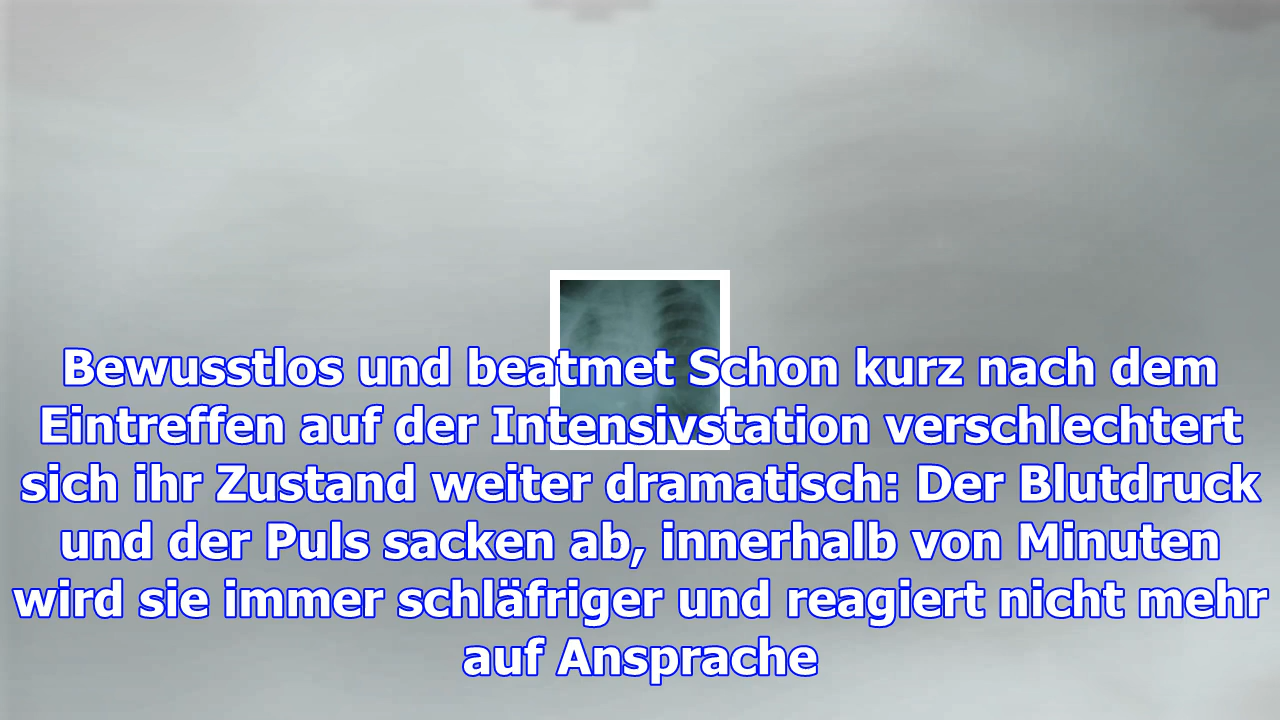 Bewusstlos und beatmet Schon kurz nach dem
Eintreffen auf der Intensivstation verschlechtert
sich ihr Zustand weiter dramatisch: Der Blutdruck
und der Puls sacken ab, innerhalb von Minuten
wird sie immer schläfriger und reagiert nicht mehr
auf Ansprache